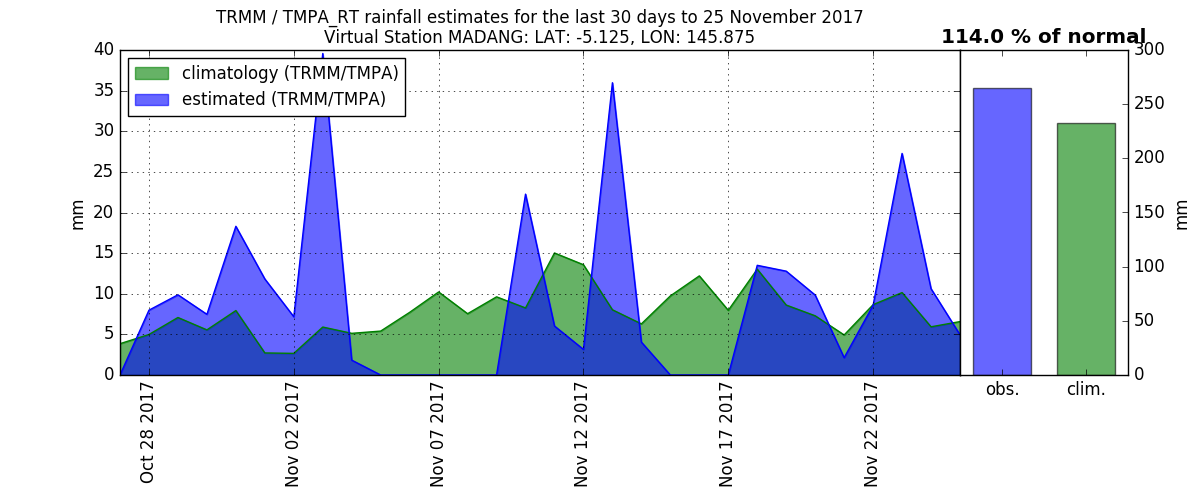 TRMM / TMPA_RT rainfall estimates for the last 30 days to 25 November 2017
Virtual Station MADANG: LAT: -5.125, LON: 145.875
114.0 % of normal
climatology (TRMM/TMPA)
estimated (TRMM/TMPA)
mm
40
35
30
25
20
15
10
5
0
Oct 28 2017
Nov 02 2017
Nov 07 2017
Nov 12 2017
Nov 17 2017
Nov 22 2017
300
250
200
150
100
50
0
mm
obs.
clim.